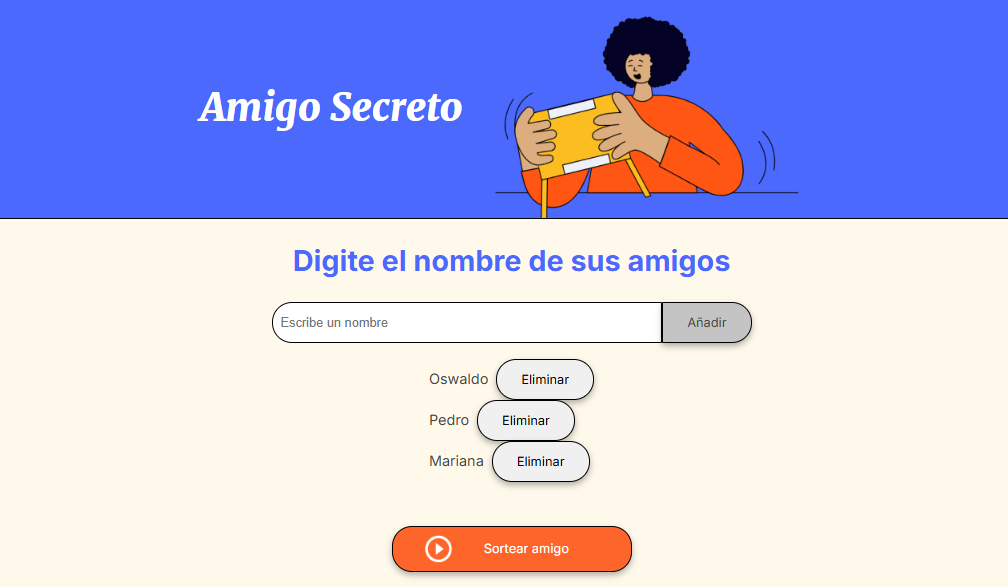 Amigo Secreto
Digite el nombre de sus amigos
Escribe un nombre Añadir
Oswaldo Eliminar
Pedro Eliminar
Mariana Eliminar
Sortear amigo